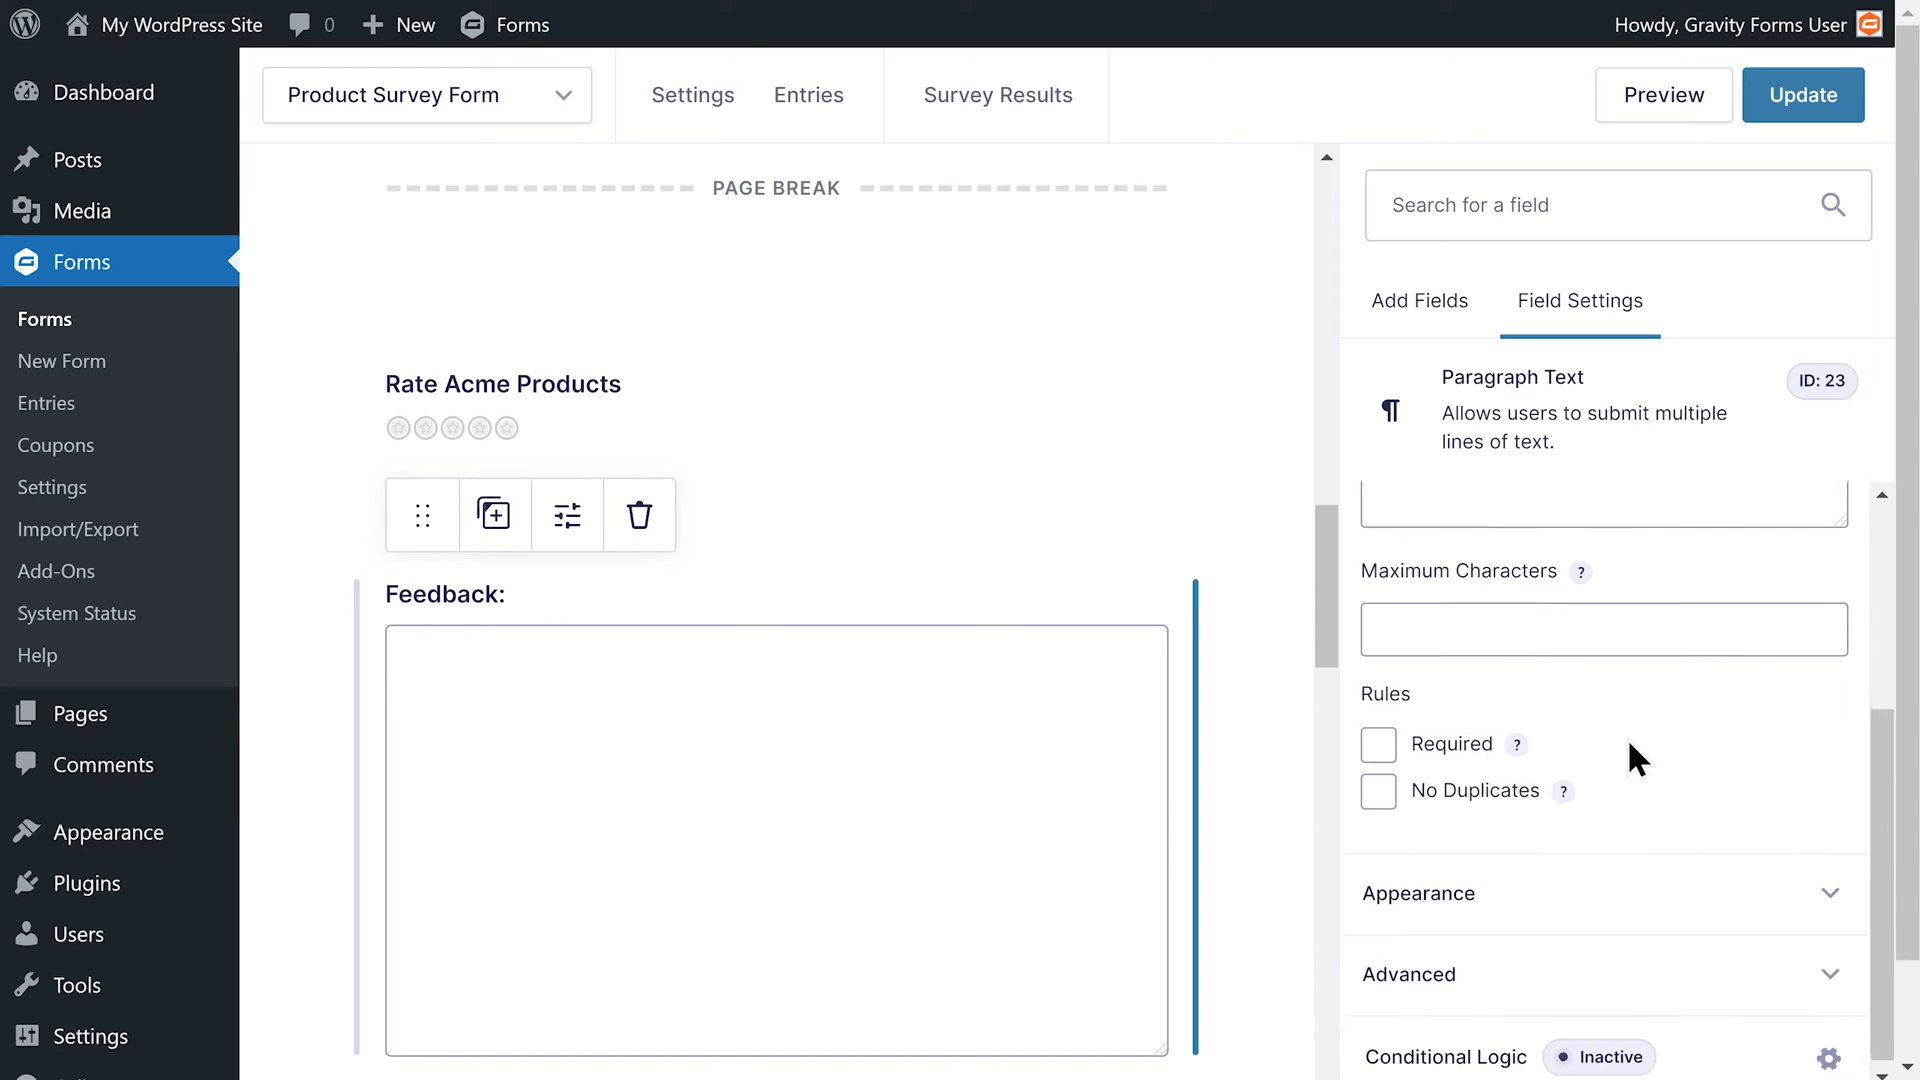 My WordPress Site
0
New
Forms
Howdy, Gravity Forms User
Dashboard
Posts
Media
Forms
Forms
New Form
Entries
Coupons
Settings
Import/Export
Add-Ons
System Status
Help
Pages
Comments
Appearance
Plugins
Users
Tools
Settings
Product Survey Form
Settings
Entries
Survey Results
Preview
Update
PAGE BREAK
Rate Acme Products
Feedback:
Search for a field
Add Fields
Field Settings
Paragraph Text
ID: 23
Allows users to submit multiple
lines of text.
Maximum Characters ?
Rules
Required ?
No Duplicates ?
Appearance
Advanced
Conditional Logic
Inactive